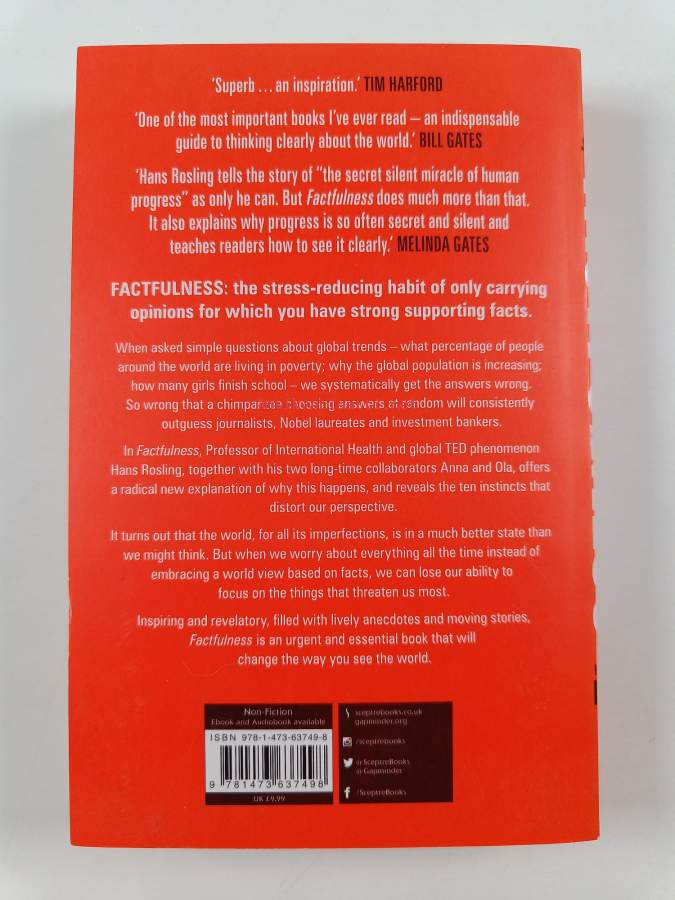 ‘Superb ... an inspiration.’ TIM HARFORD
‘One of the most important books I’ve ever read – an indispensable
guide to thinking clearly about the world.’ BILL GATES
‘Hans Rosling tells the story of “the secret silent miracle of human
progress” as only he can. But Factfulness does much more than that.
It also explains why progress is so often secret and silent and
teaches readers how to see it clearly.’ MELINDA GATES
FACTFULNESS: the stress-reducing habit of only carrying
opinions for which you have strong supporting facts.
When asked simple questions about global trends – what percentage of people
around the world are living in poverty; why the global population is increasing;
how many girls finish school – we systematically get the answers wrong.
So wrong that a chimpanzee choosing answers at random will consistently
outguess journalists, Nobel laureates and investment bankers.
In Factfulness, Professor of International Health and global TED phenomenon
Hans Rosling, together with his two long-time collaborators Anna and Ola, offers
a radical new explanation of why this happens, and reveals the ten instincts that
distort our perspective.
It turns out that the world, for all its imperfections, is in a much better state than
we might think. But when we worry about everything all the time instead of
embracing a world view based on facts, we can lose our ability to
focus on the things that threaten us most.
Inspiring and revelatory, filled with lively anecdotes and moving stories,
Factfulness is an urgent and essential book that will
change the way you see the world.
Non-Fiction
Ebook and Audiobook available
ISBN 978-1-473-63749-8
9 781473 637498
UK £9.99
sceptrebooks.co.uk
gapminder.org
/sceptrebooks
@SceptreBooks
@Gapminder
/SceptreBooks